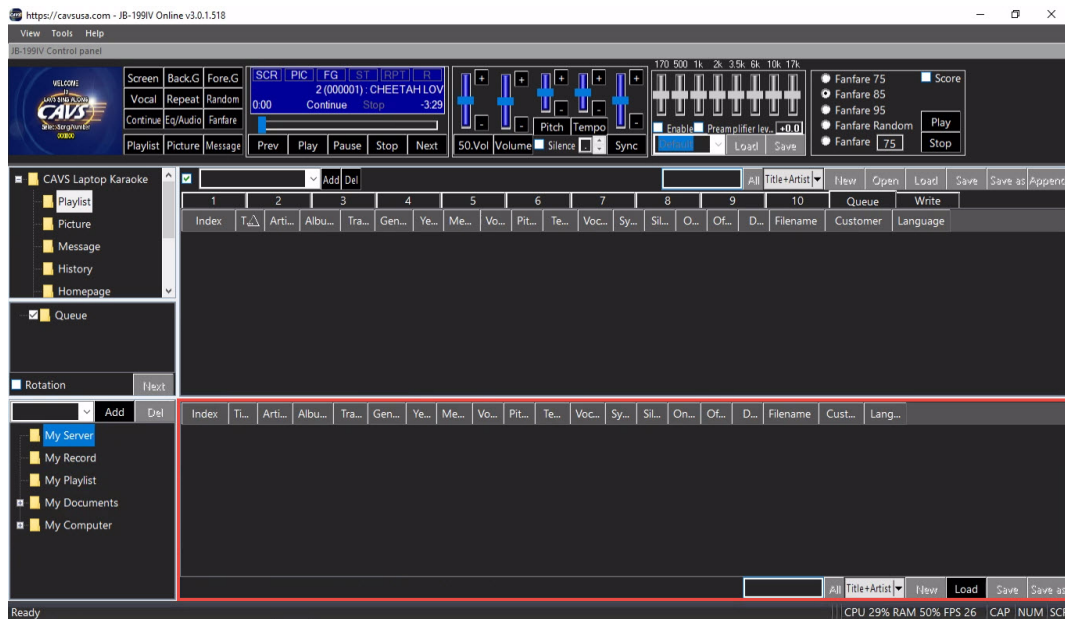 https://cavsusa.com - JB-199IV Online v3.0.1.518
View Tools Help
JB-199IV Control panel
WELCOME
CAVS
Screen Back.G Fore.G
Vocal Repeat Random
Continue Eq/Audio Fanfare
Playlist Picture Message
SCR PIC FG ST RPT R
2 (000001) : CHEETAH LOV
0:00 Continue Stop -3:29
Prev Play Pause Stop Next
+ + + + +
- - - - -
Pitch Tempo
50.Vol Volume Silence Sync
170 500 1k 2k 3.5k 6k 10k 17k
Enable Preamplifier lev... +0.0
Default Load Save
Fanfare 75 Score
Fanfare 85
Fanfare 95
Fanfare Random Play
Fanfare 75 Stop
CAVS Laptop Karaoke
Playlist
Picture
Message
History
Homepage
Queue
Rotation Next
Add Del
All Title+Artist New Open Load Save Save as Append
1 2 3 4 5 6 7 8 9 10 Queue Write
Index T... Arti... Albu... Tra... Gen... Ye... Me... Vo... Pit... Te... Voc... Sy... Sil... O... Of... D... Filename Customer Language
Add Del
My Server
My Record
My Playlist
My Documents
My Computer
Index Ti... Arti... Albu... Tra... Gen... Ye... Me... Vo... Pit... Te... Voc... Sy... Sil... On... Of... D... Filename Cust... Lang...
All Title+Artist New Load Save Save as
Ready
CPU 29% RAM 50% FPS 26 CAP NUM SCR